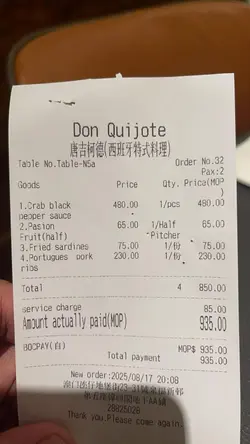 Don Quijote
唐吉柯德(西班牙特式料理)
Table No.Table-N5a Order No.32
Pax:2
Goods Price Qty. Price(MOP
)
1.Crab black 480.00 1/pcs 480.00
pepper sauce
2.Pasion 65.00 1/Half 65.00
Fruit(half) Pitcher
3.Fried sardines 75.00 1/份 75.00
4.Portugues pork 230.00 1/份 230.00
ribs
Total 4 850.00
service charge 85.00
Amount actually paid(MOP) 935.00
BOCPAY(自) MOP$ 935.00
Total payment 935.00
New order:2025/08/17 20:08
28825028
Thank you.Please come again.